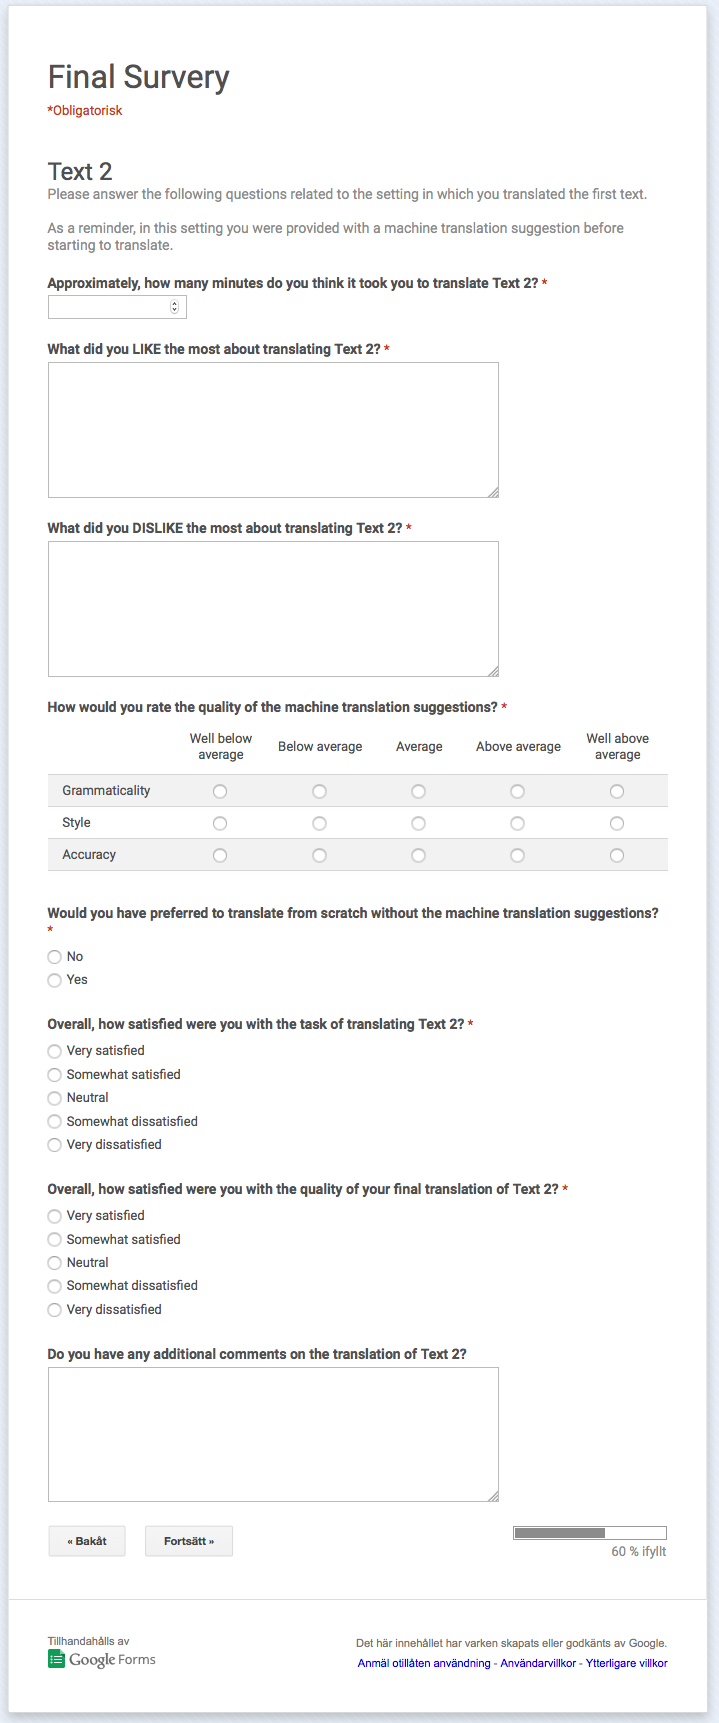 Final Survery
*Obligatorisk
Text 2
Please answer the following questions related to the setting in which you translated the first text.
As a reminder, in this setting you were provided with a machine translation suggestion before
starting to translate.
Approximately, how many minutes do you think it took you to translate Text 2? *
What did you LIKE the most about translating Text 2? *
What did you DISLIKE the most about translating Text 2? *
How would you rate the quality of the machine translation suggestions? *
Well below average Below average Average Above average Well above average
Grammaticality
Style
Accuracy
Would you have preferred to translate from scratch without the machine translation suggestions?
*
No
Yes
Overall, how satisfied were you with the task of translating Text 2? *
Very satisfied
Somewhat satisfied
Neutral
Somewhat dissatisfied
Very dissatisfied
Overall, how satisfied were you with the quality of your final translation of Text 2? *
Very satisfied
Somewhat satisfied
Neutral
Somewhat dissatisfied
Very dissatisfied
Do you have any additional comments on the translation of Text 2?
« Bakåt Fortsätt »
60 % ifyllt
Tillhandahålls av
Google Forms
Det här innehållet har varken skapats eller godkänts av Google.
Anmäl otillåten användning - Användarvillkor - Ytterligare villkor